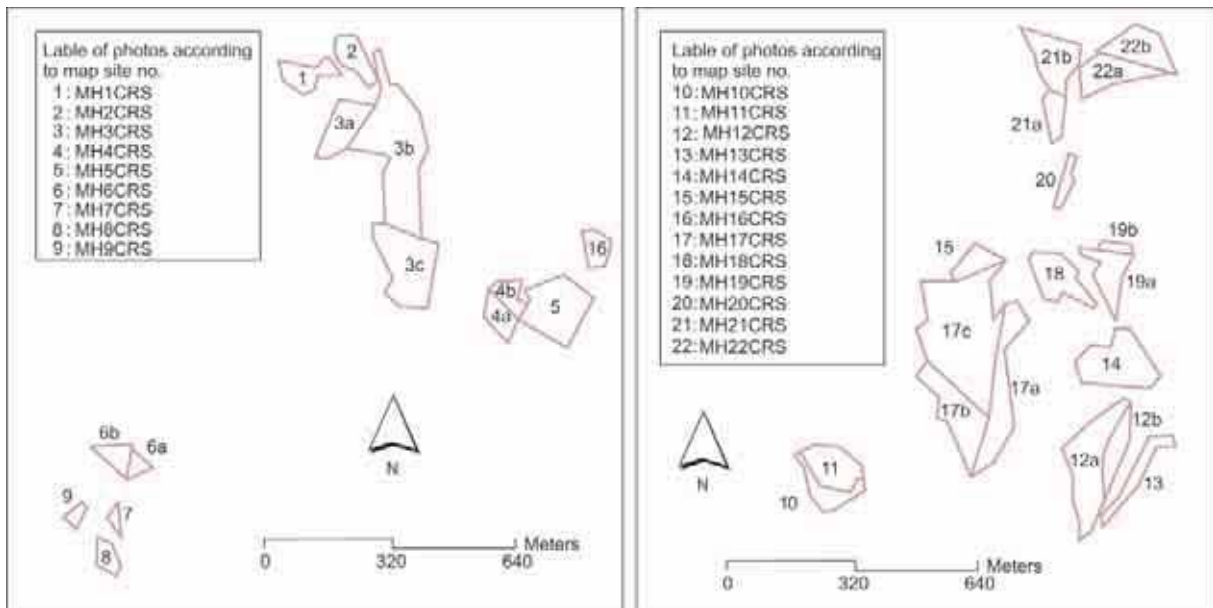 Lable of photos according
to map site no.
1: MH1CRS
2: MH2CRS
3: MH3CRS
4: MH4CRS
5: MH5CRS
6: MH6CRS
7: MH7CRS
8: MH8CRS
9: MH9CRS
1
2
3a
3b
3c
16
4b
4a
5
6b
6a
9
7
8
N
Meters
0 320 640
Lable of photos according
to map site no.
10: MH10CRS
11: MH11CRS
12: MH12CRS
13: MH13CRS
14: MH14CRS
15: MH15CRS
16: MH16CRS
17: MH17CRS
18: MH18CRS
19: MH19CRS
20: MH20CRS
21: MH21CRS
22: MH22CRS
21b
22b
22a
21a
20
19b
15
18
19a
17c
14
17a
17b
12b
12a
13
11
10
N
Meters
0 320 640